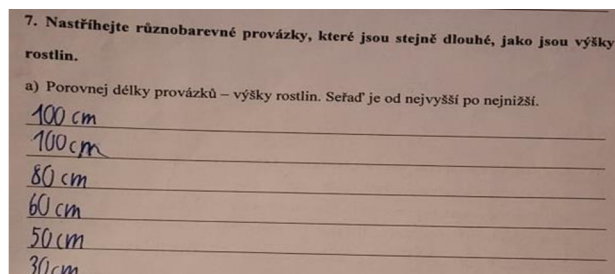 7. Nastříhejte různobarevné provázky, které jsou stejně dlouhé, jako jsou výšky
rostlin.
a) Porovnej délky provázků – výšky rostlin. Seřaď je od nejvyšší po nejnižší.
100 cm
100 cm
80 cm
60 cm
50 cm
30 cm